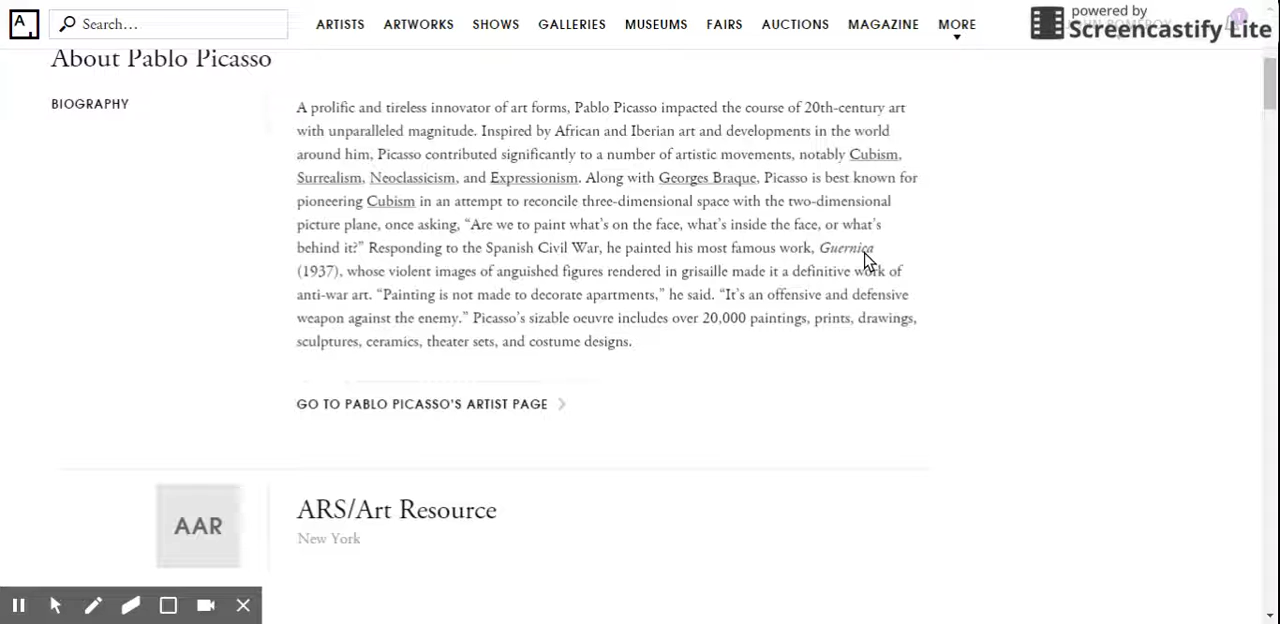 A
Search…
ARTISTS ARTWORKS SHOWS GALLERIES MUSEUMS FAIRS AUCTIONS MAGAZINE MORE
powered by
Screencastify Lite
About Pablo Picasso
BIOGRAPHY
A prolific and tireless innovator of art forms, Pablo Picasso impacted the course of 20th-century art
with unparalleled magnitude. Inspired by African and Iberian art and developments in the world
around him, Picasso contributed significantly to a number of artistic movements, notably Cubism,
Surrealism, Neoclassicism, and Expressionism. Along with Georges Braque, Picasso is best known for
pioneering Cubism in an attempt to reconcile three-dimensional space with the two-dimensional
picture plane, once asking, “Are we to paint what’s on the face, what’s inside the face, or what’s
behind it?” Responding to the Spanish Civil War, he painted his most famous work, Guernica
(1937), whose violent images of anguished figures rendered in grisaille made it a definitive work of
anti-war art. “Painting is not made to decorate apartments,” he said. “It’s an offensive and defensive
weapon against the enemy.” Picasso’s sizable oeuvre includes over 20,000 paintings, prints, drawings,
sculptures, ceramics, theater sets, and costume designs.
GO TO PABLO PICASSO'S ARTIST PAGE
AAR
ARS/Art Resource
New York